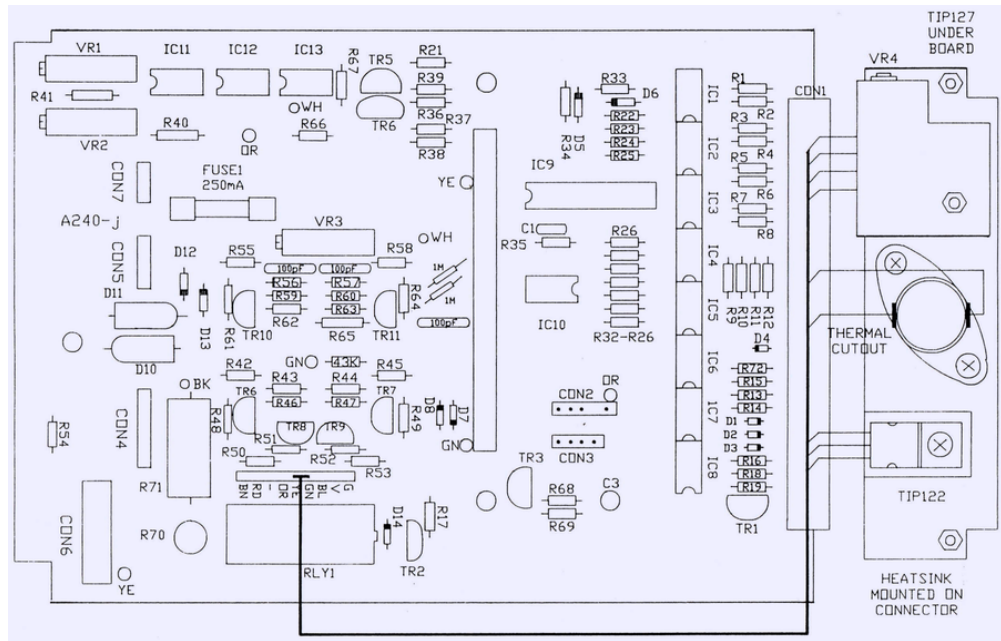 TIP127
UNDER
BOARD
VR1
IC11
IC12
IC13
R67
TR5
R21
R39
R36
R37
R38
R33
D6
IC1
R1
CON1
VR4
R41
VR2
R40
OR
WH
R66
TR6
R34
D5
R22
R23
R24
R25
R2
R3
IC2
R4
R5
R6
CON7
FUSE1
250mA
YE
IC9
IC3
R7
R8
A240-j
VR3
WH
C1
R35
R26
CON5
D12
R55
R58
100pF
100pF
1M
1M
IC4
R56
R57
R59
R60
R62
R63
R65
D11
D13
R61
TR10
TR11
R64
100pF
IC10
R32-R26
IC5
R9
R10
R11
R12
D4
THERMAL
CUTOUT
D10
GN
43K
R42
R43
R44
R45
IC6
R72
R15
R13
R14
BK
TR6
R46
R47
TR7
R48
R49
D8
D7
CON2
OR
IC7
D1
D2
D3
R54
CON4
R51
TR8
TR9
R52
R50
R53
GN
CON3
TR3
IC8
R16
R18
R19
TR1
TIP122
R71
BN
RD
-
OR
YE
GN
BL
V
G
R68
R69
C3
CON6
R70
RLY1
D14
TR2
R17
YE
HEATSINK
MOUNTED ON
CONNECTOR